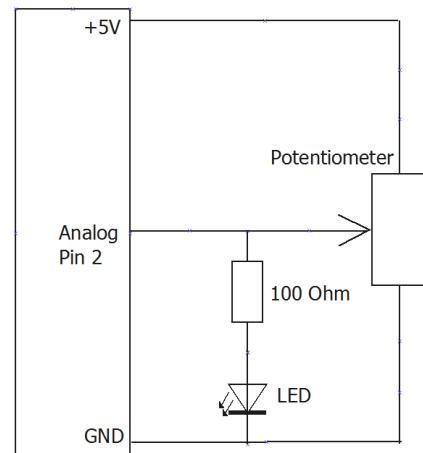 +5V
Potentiometer
Analog
Pin 2
100 Ohm
LED
GND